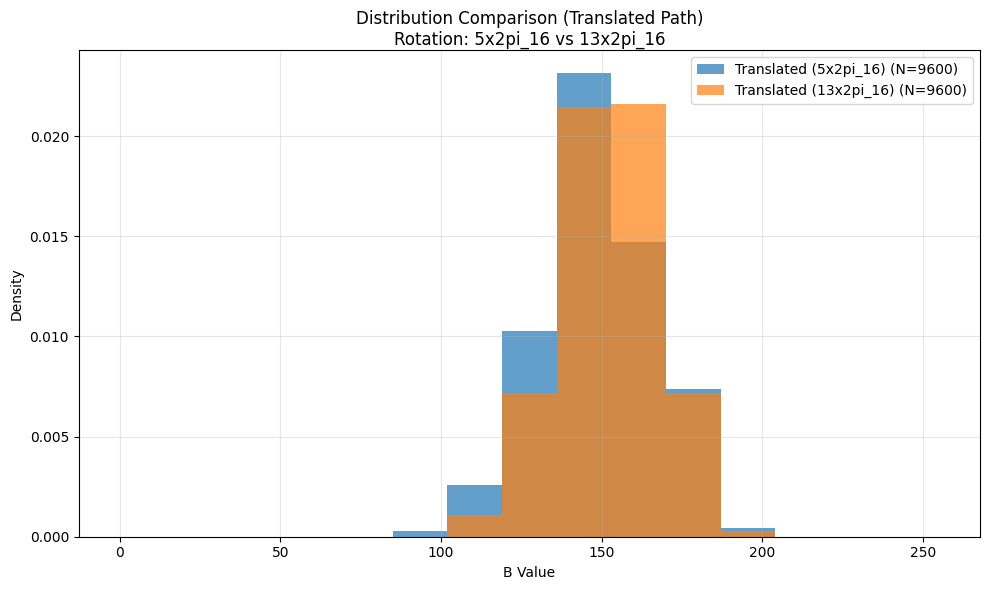 Distribution Comparison (Translated Path)
Rotation: 5x2pi_16 vs 13x2pi_16
Translated (5x2pi_16) (N=9600)
Translated (13x2pi_16) (N=9600)
Density
0.020
0.015
0.010
0.005
0.000
0 50 100 150 200 250
B Value